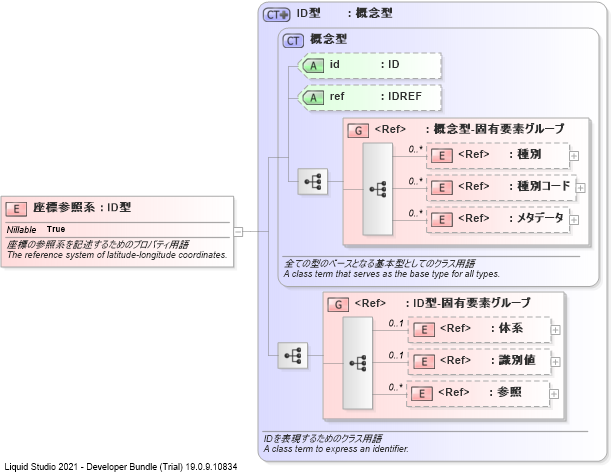 CT ID型 : 概念型
CT 概念型
A id : ID
A ref : IDREF
G <Ref> : 概念型-固有要素グループ
0..* E <Ref> : 種別
0..* E <Ref> : 種別コード
0..* E <Ref> : メタデータ
E 座標参照系 : ID型
Nillable True
座標の参照系を記述するためのプロパティ用語
The reference system of latitude-longitude coordinates.
全ての型のベースとなる基本型としてのクラス用語
A class term that serves as the base type for all types.
G <Ref> : ID型-固有要素グループ
0..1 E <Ref> : 体系
0..1 E <Ref> : 識別値
0..* E <Ref> : 参照
IDを表現するためのクラス用語
A class term to express an identifier.
Liquid Studio 2021 - Developer Bundle (Trial) 19.0.9.10834